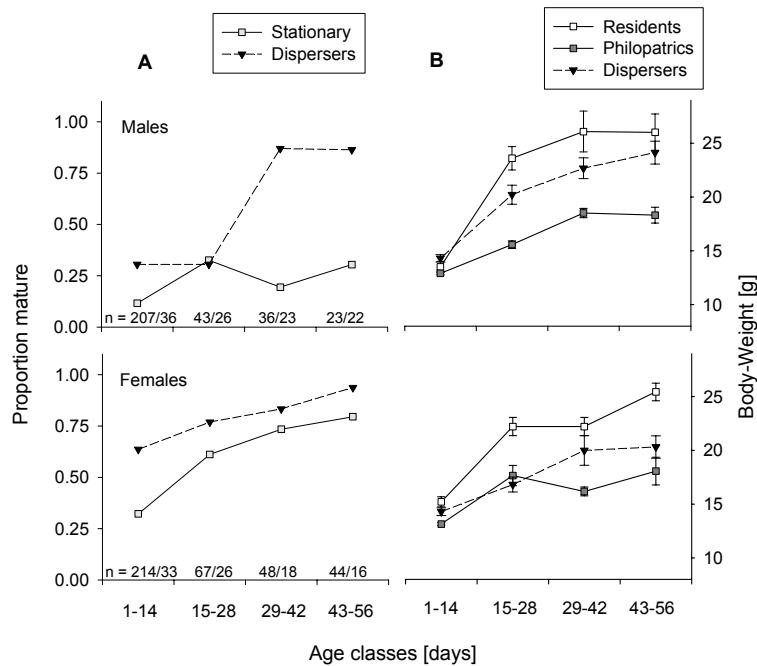 Stationary
Dispersers
A
Residents
Philopatrics
Dispersers
B
Males
1.00
0.75
0.50
0.25
0.00
n = 207/36 43/26 36/23 23/22
25
20
15
10
Proportion mature
Body-Weight [g]
Females
1.00
0.75
0.50
0.25
0.00
n = 214/33 67/26 48/18 44/16
25
20
15
10
1-14 15-28 29-42 43-56
1-14 15-28 29-42 43-56
Age classes [days]